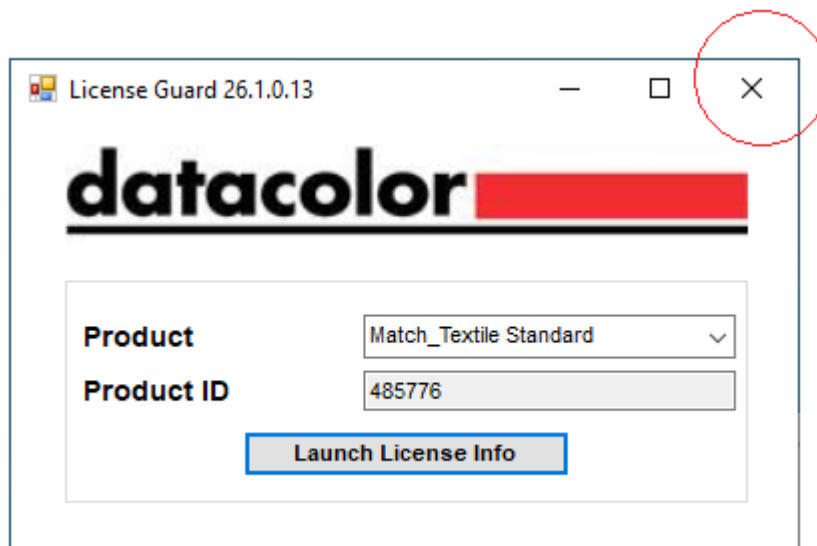 License Guard 26.1.0.13
datacolor
Product Match_Textile Standard
Product ID 485776
Launch License Info